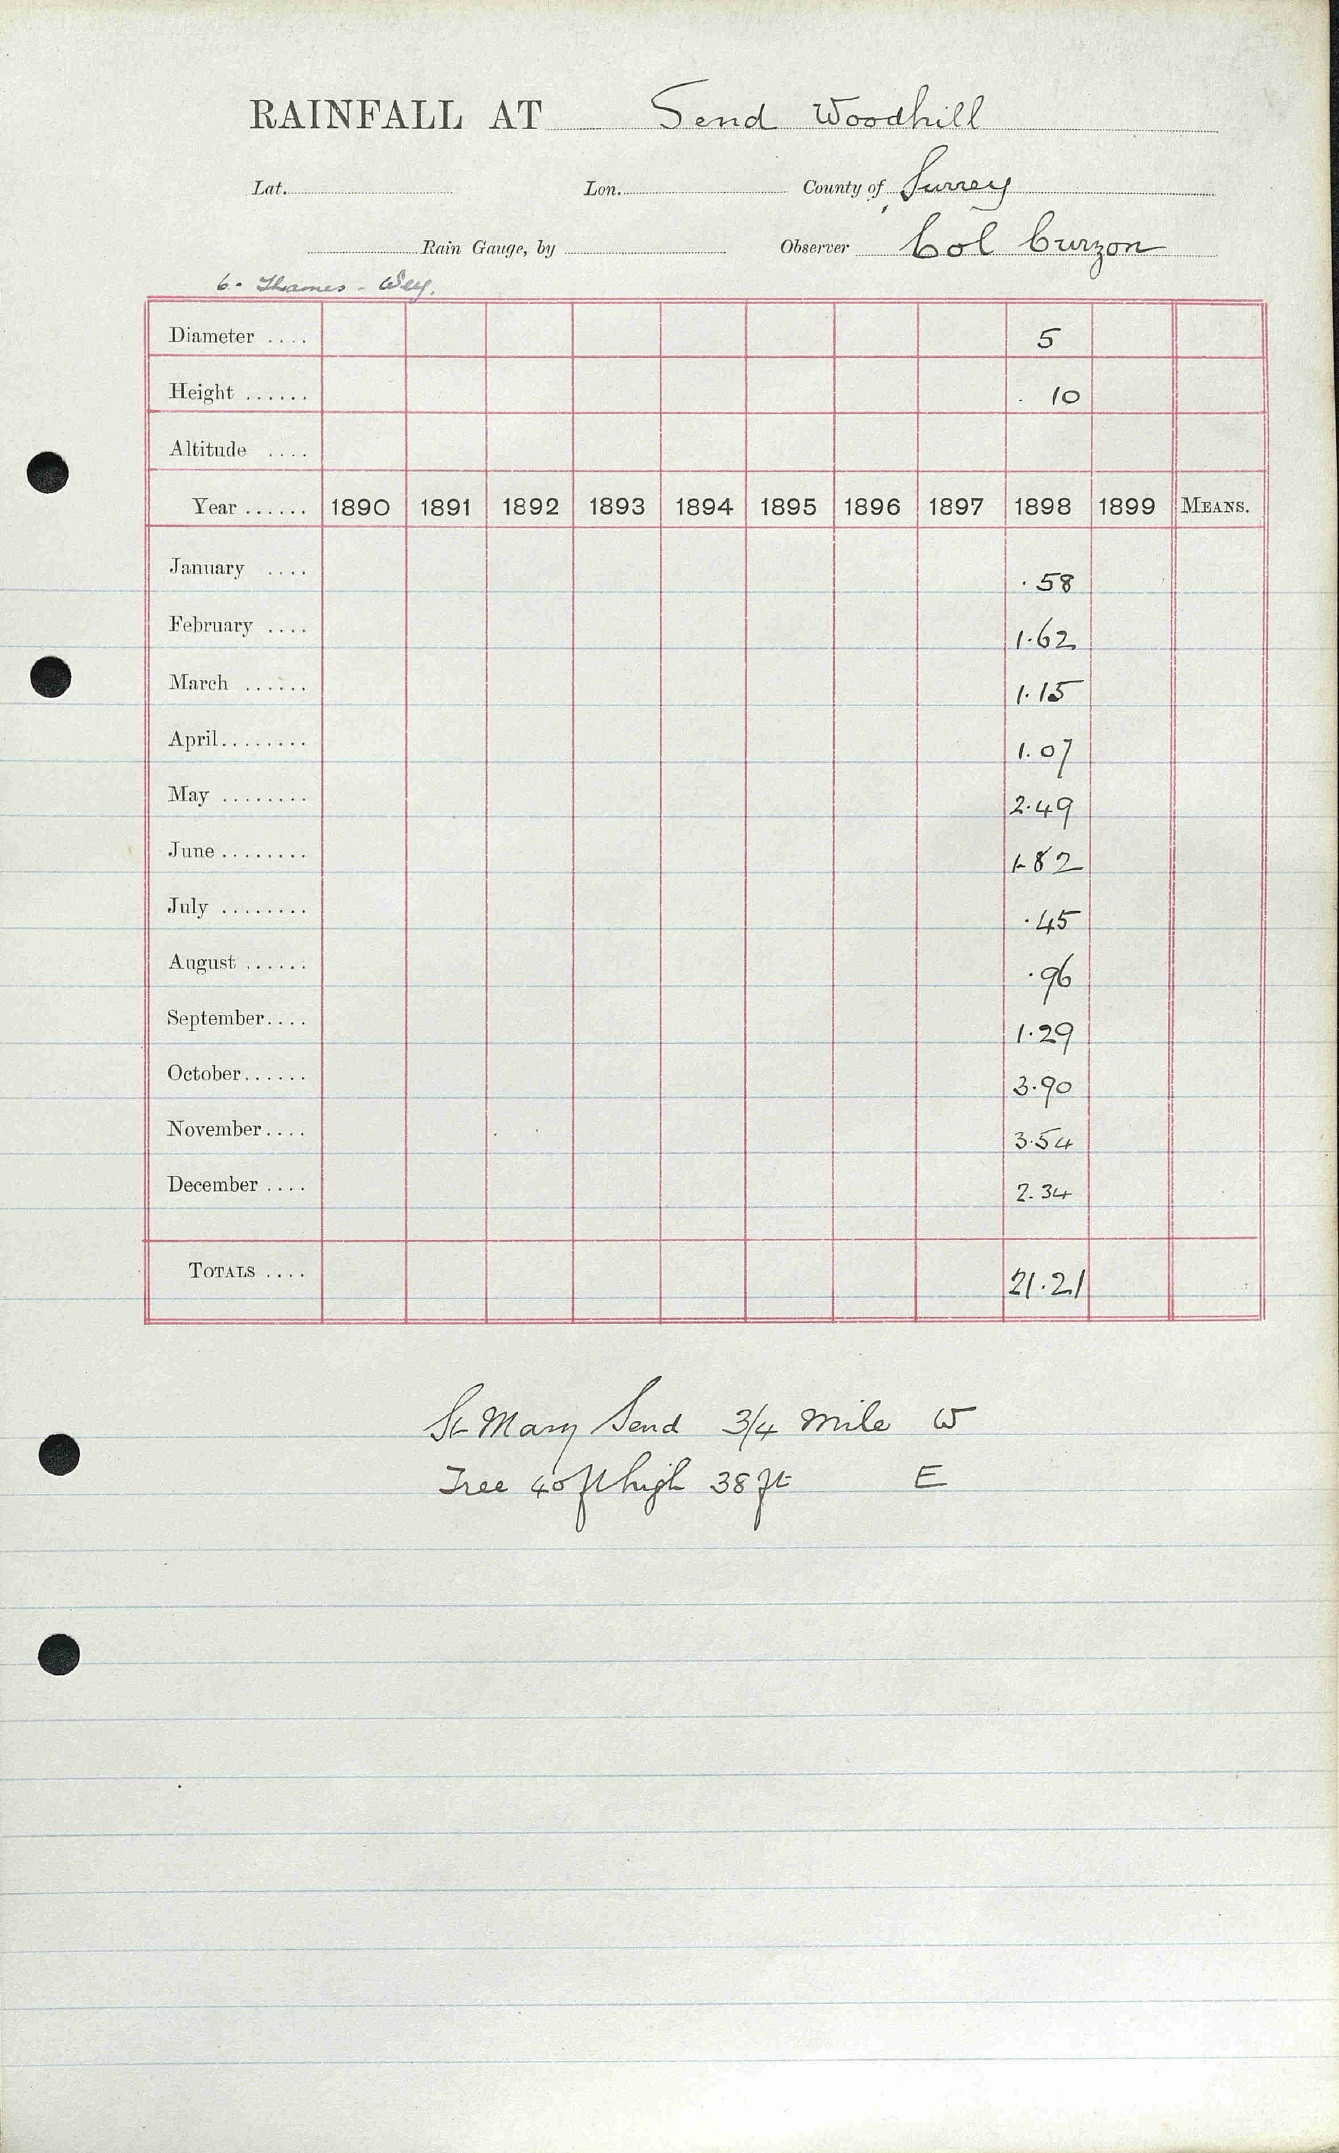 RAINFALL AT Send Woodhill
Lat. Lon. County of Surrey
Rain Gauge, by Observer Col Curzon
6. Thames - Wey.
Diameter .... 5
Height ...... 10
Altitude ....
Year ...... 1890 1891 1892 1893 1894 1895 1896 1897 1898 1899 MEANS.
January .... .58
February .... 1.62
March ...... 1.15
April........ 1.07
May ........ 2.49
June ........ 1.82
July ........ .45
August ...... .96
September.... 1.29
October...... 3.90
November.... 3.54
December .... 2.34
TOTALS .... 21.21
St Mary Send 3/4 mile W
Tree 40 ft high 38 ft E